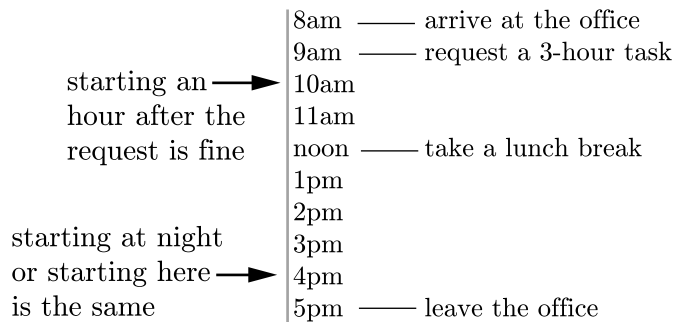 8am
arrive at the office
9am
request a 3-hour task
starting an
hour after the
request is fine
10am
11am
noon
take a lunch break
1pm
2pm
3pm
starting at night
or starting here
is the same
4pm
5pm
leave the office